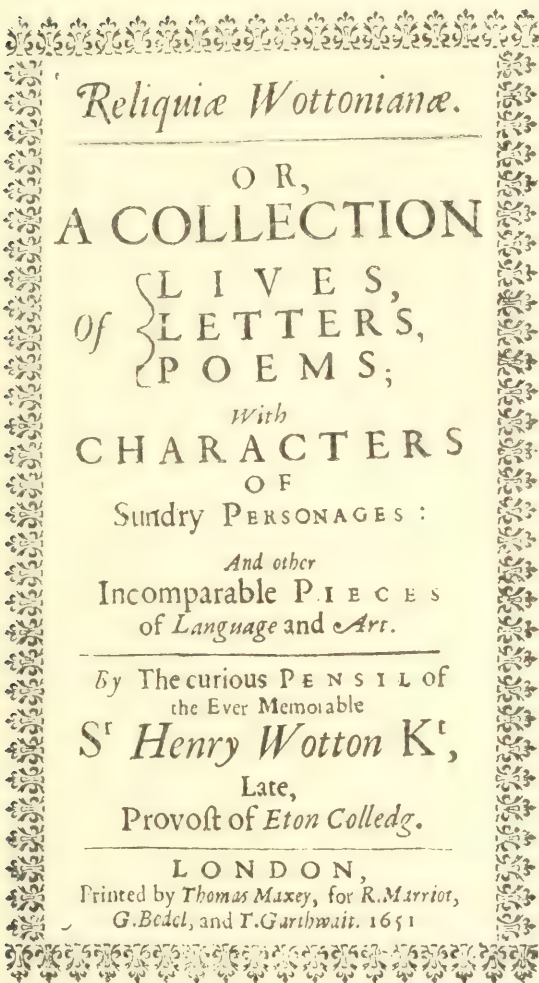 Reliquiæ Wottonianæ.
OR,
A COLLECTION
Of LIVES,
LETTERS,
POEMS;
With
CHARACTERS
OF
Sundry PERSONAGES:
And other
Incomparable PIECES
of Language and Art.
By The curious PENSIL of
the Ever Memorable
Sʳ Henry Wotton Kᵗ,
Late,
Provoſt of Eton Colledg.
LONDON,
Printed by Thomas Maxey, for R.Marriot,
G.Bedel, and T.Garthwait. 1651